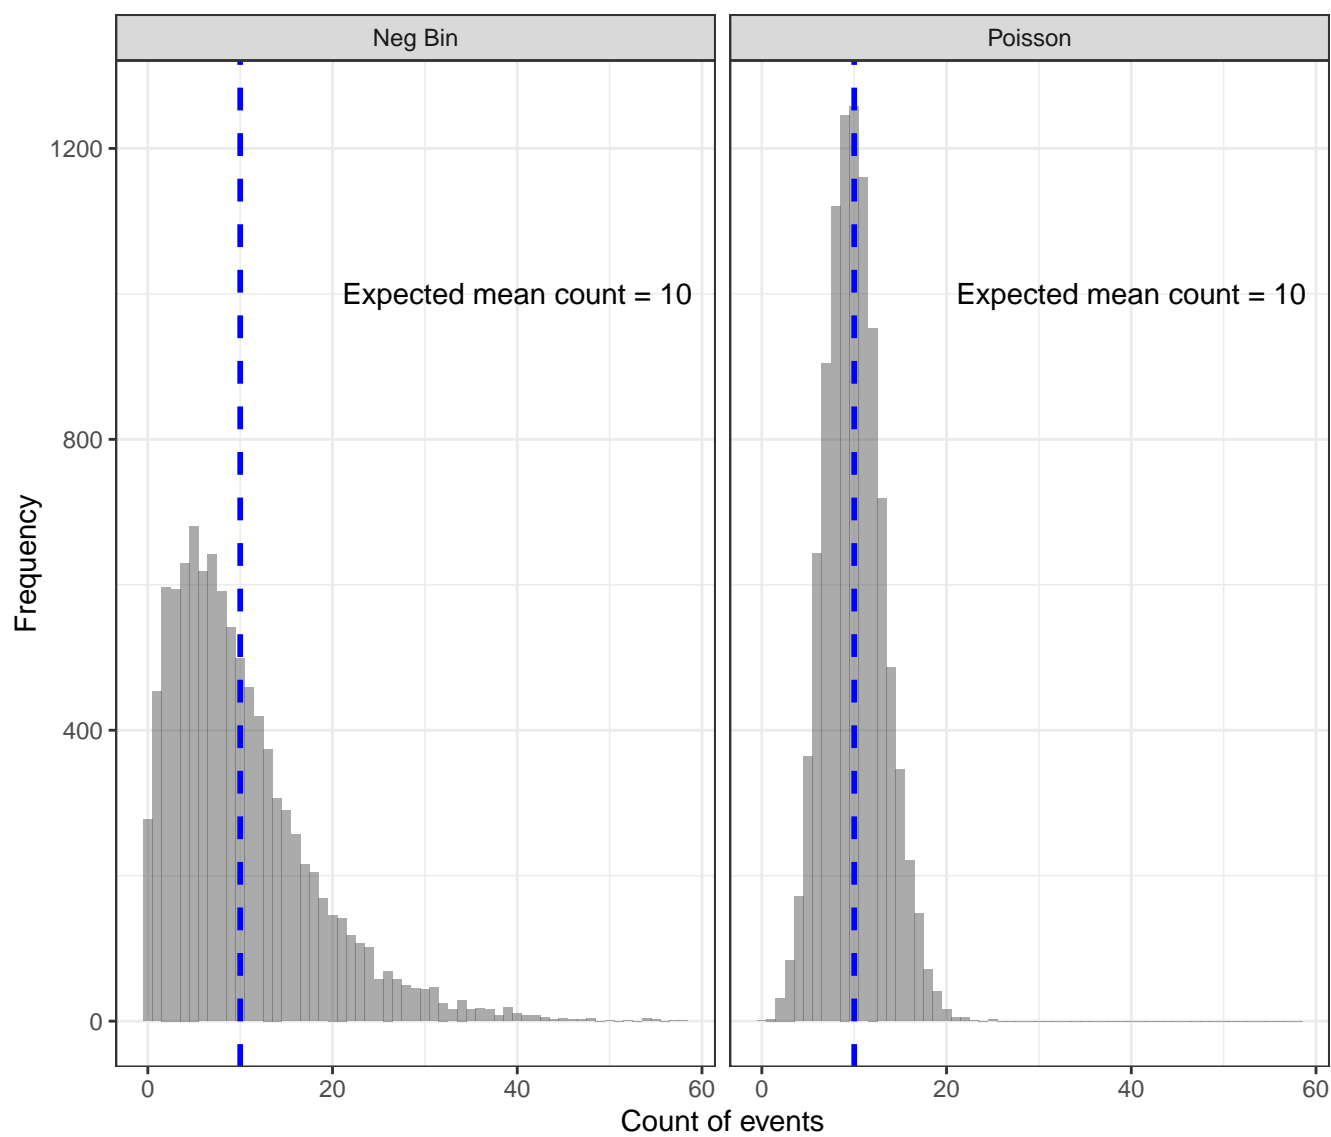 Neg Bin
Poisson
Expected mean count = 10
Expected mean count = 10
Frequency
1200
800
400
0
0
20
40
60
0
20
40
60
Count of events